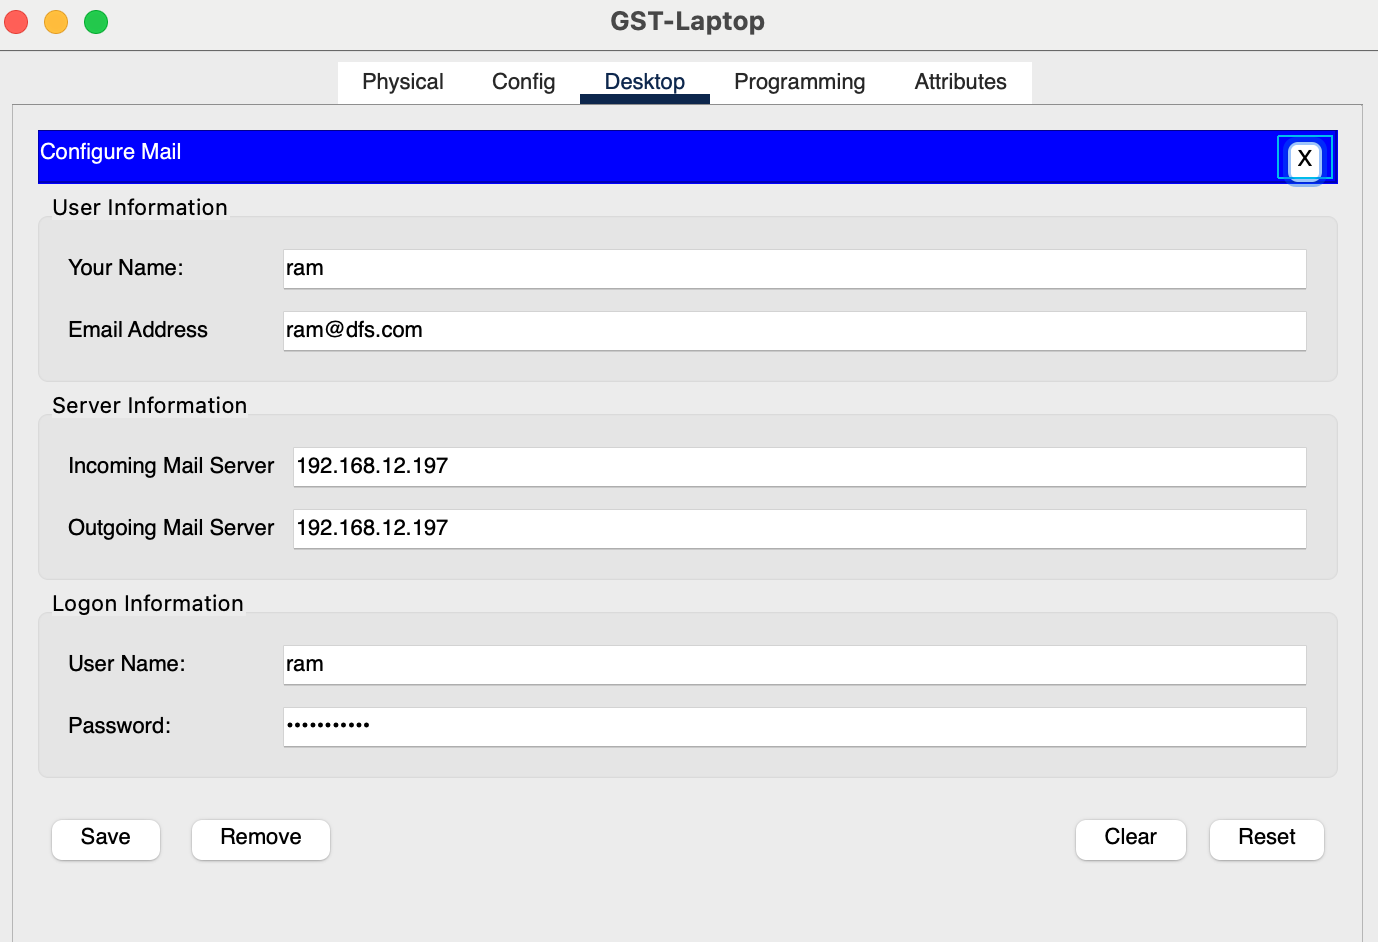 GST-Laptop
Physical Config Desktop Programming Attributes
Configure Mail X
User Information
Your Name: ram
Email Address ram@dfs.com
Server Information
Incoming Mail Server 192.168.12.197
Outgoing Mail Server 192.168.12.197
Logon Information
User Name: ram
Password: •••••••••••
Save Remove Clear Reset